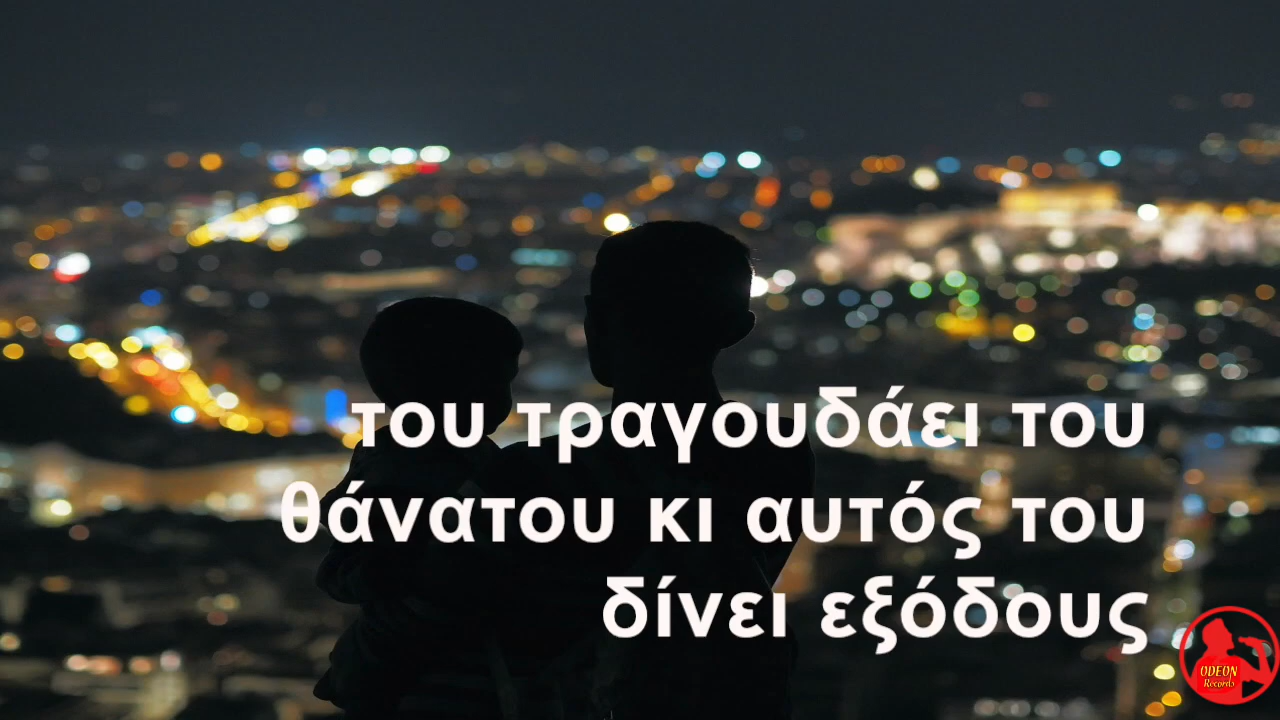 του τραγουδάει του
θάνατου κι αυτός του
δίνει εξόδους
ODEON
Records